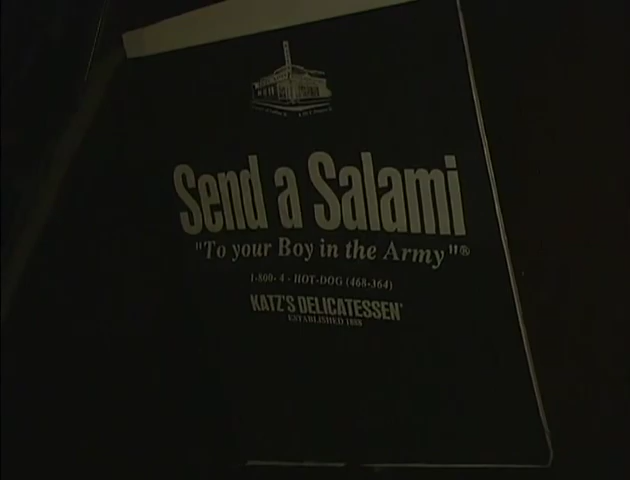 Send a Salami
"To your Boy in the Army"®
1-800-4-HOT-DOG (468-364)
KATZ'S DELICATESSEN
ESTABLISHED 1888